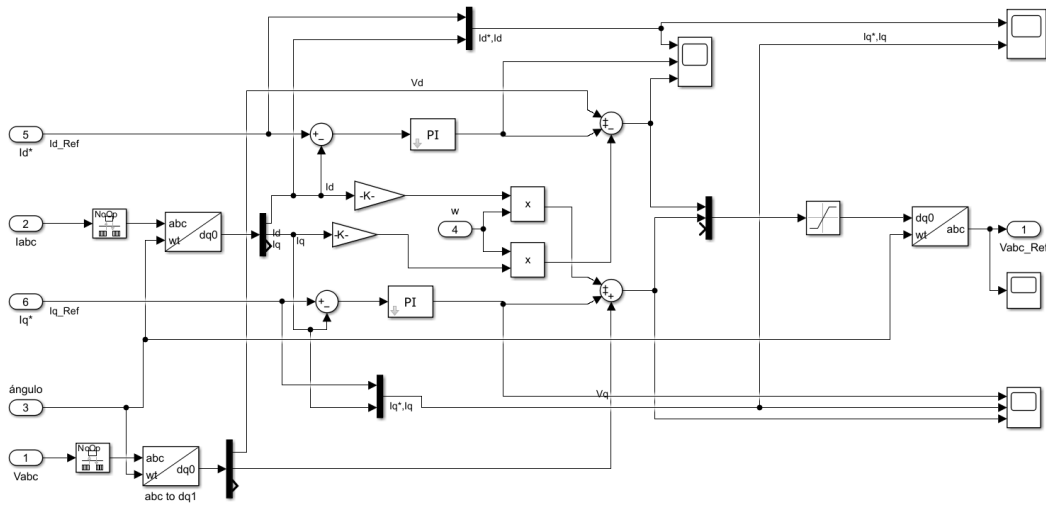 Id*,Id
Iq*,Iq
Vd
5
Id_Ref
Id*
+
−
PI
Id
-K-
x
w
4
2
Iabc
NoOp
abc
wt
dq0
Id
Iq
Iq
-K-
x
dq0
wt
abc
1
Vabc_Ref
6
Iq_Ref
Iq*
+
−
PI
+
ángulo
3
Iq*,Iq
Vq
1
Vabc
NoOp
abc
wt
dq0
abc to dq1